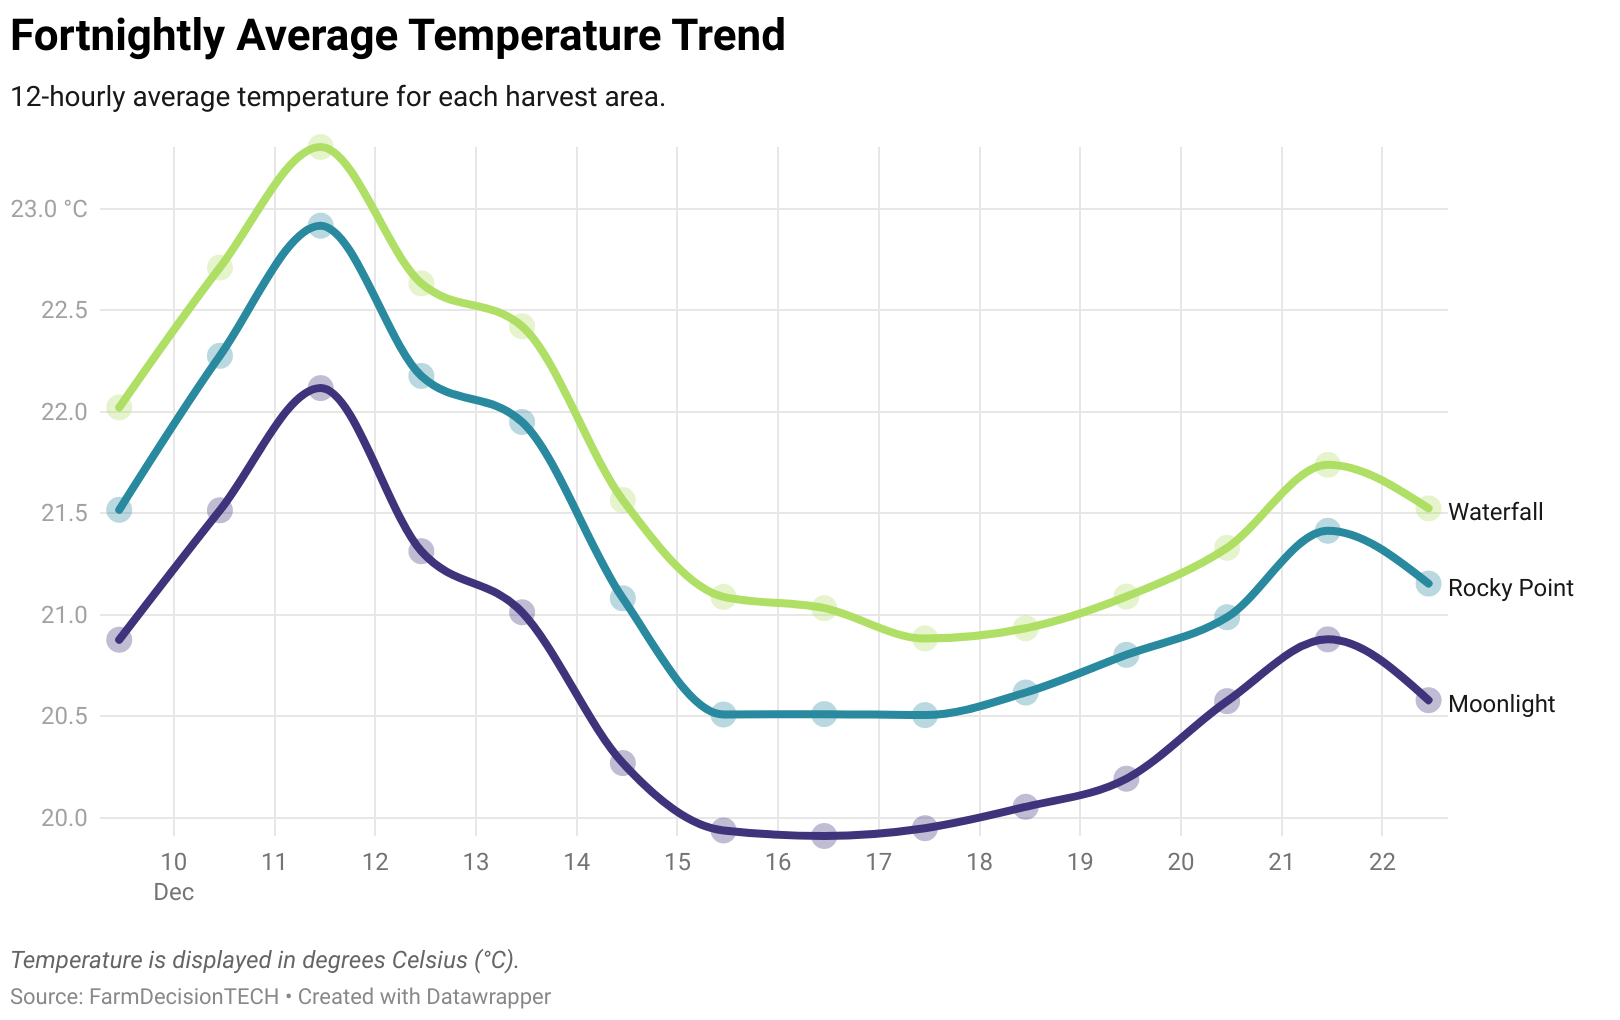 Fortnightly Average Temperature Trend
12-hourly average temperature for each harvest area.
23.0 °C
22.5
22.0
21.5
21.0
20.5
20.0
Waterfall
Rocky Point
Moonlight
10 11 12 13 14 15 16 17 18 19 20 21 22
Dec
Temperature is displayed in degrees Celsius (°C).
Source: FarmDecisionTECH • Created with Datawrapper